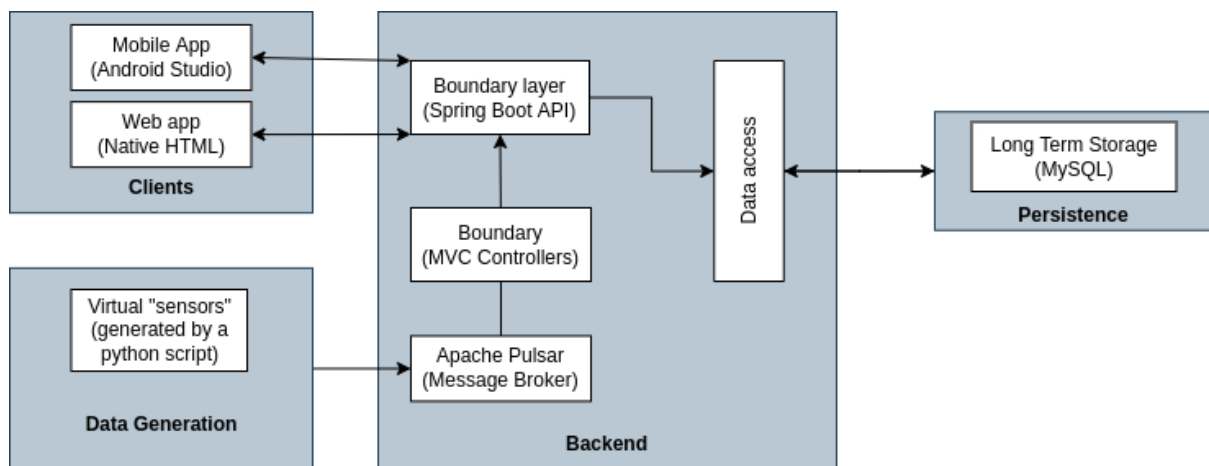 Mobile App
(Android Studio)
Web app
(Native HTML)
Clients
Virtual "sensors"
(generated by a
python script)
Data Generation
Boundary layer
(Spring Boot API)
Boundary
(MVC Controllers)
Apache Pulsar
(Message Broker)
Data access
Backend
Long Term Storage
(MySQL)
Persistence